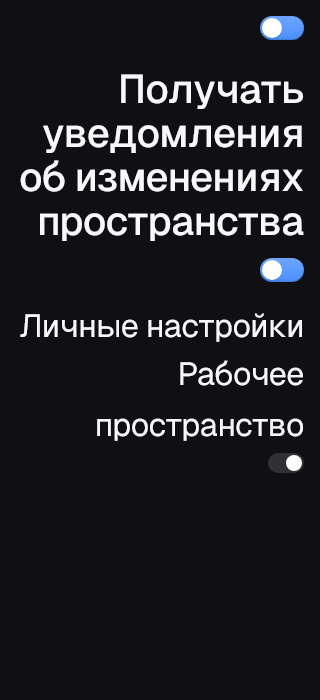 Получать
уведомления
об изменениях
пространства
Личные настройки
Рабочее
пространство